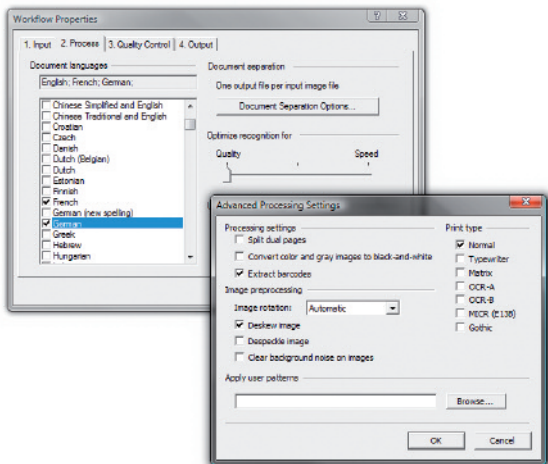 Workflow Properties
1. Input
2. Process
3. Quality Control
4. Output
Document languages
English; French; German;
Chinese Simplified and English
Chinese Traditional and English
Croatian
Czech
Danish
Dutch (Belgian)
Dutch
Estonian
Finnish
French
German (new spelling)
German
Greek
Hebrew
Hungarian
Document separation
One output file per input image file
Document Separation Options...
Optimize recognition for
Quality
Speed
Advanced Processing Settings
Processing settings
Split dual pages
Convert color and gray images to black-and-white
Extract barcodes
Image preprocessing
Image rotation:
Automatic
Deskew image
Despeckle image
Clear background noise on images
Print type
Normal
Typewriter
Matrix
OCR-A
OCR-B
MICR (E13B)
Gothic
Apply user patterns
Browse...
OK
Cancel